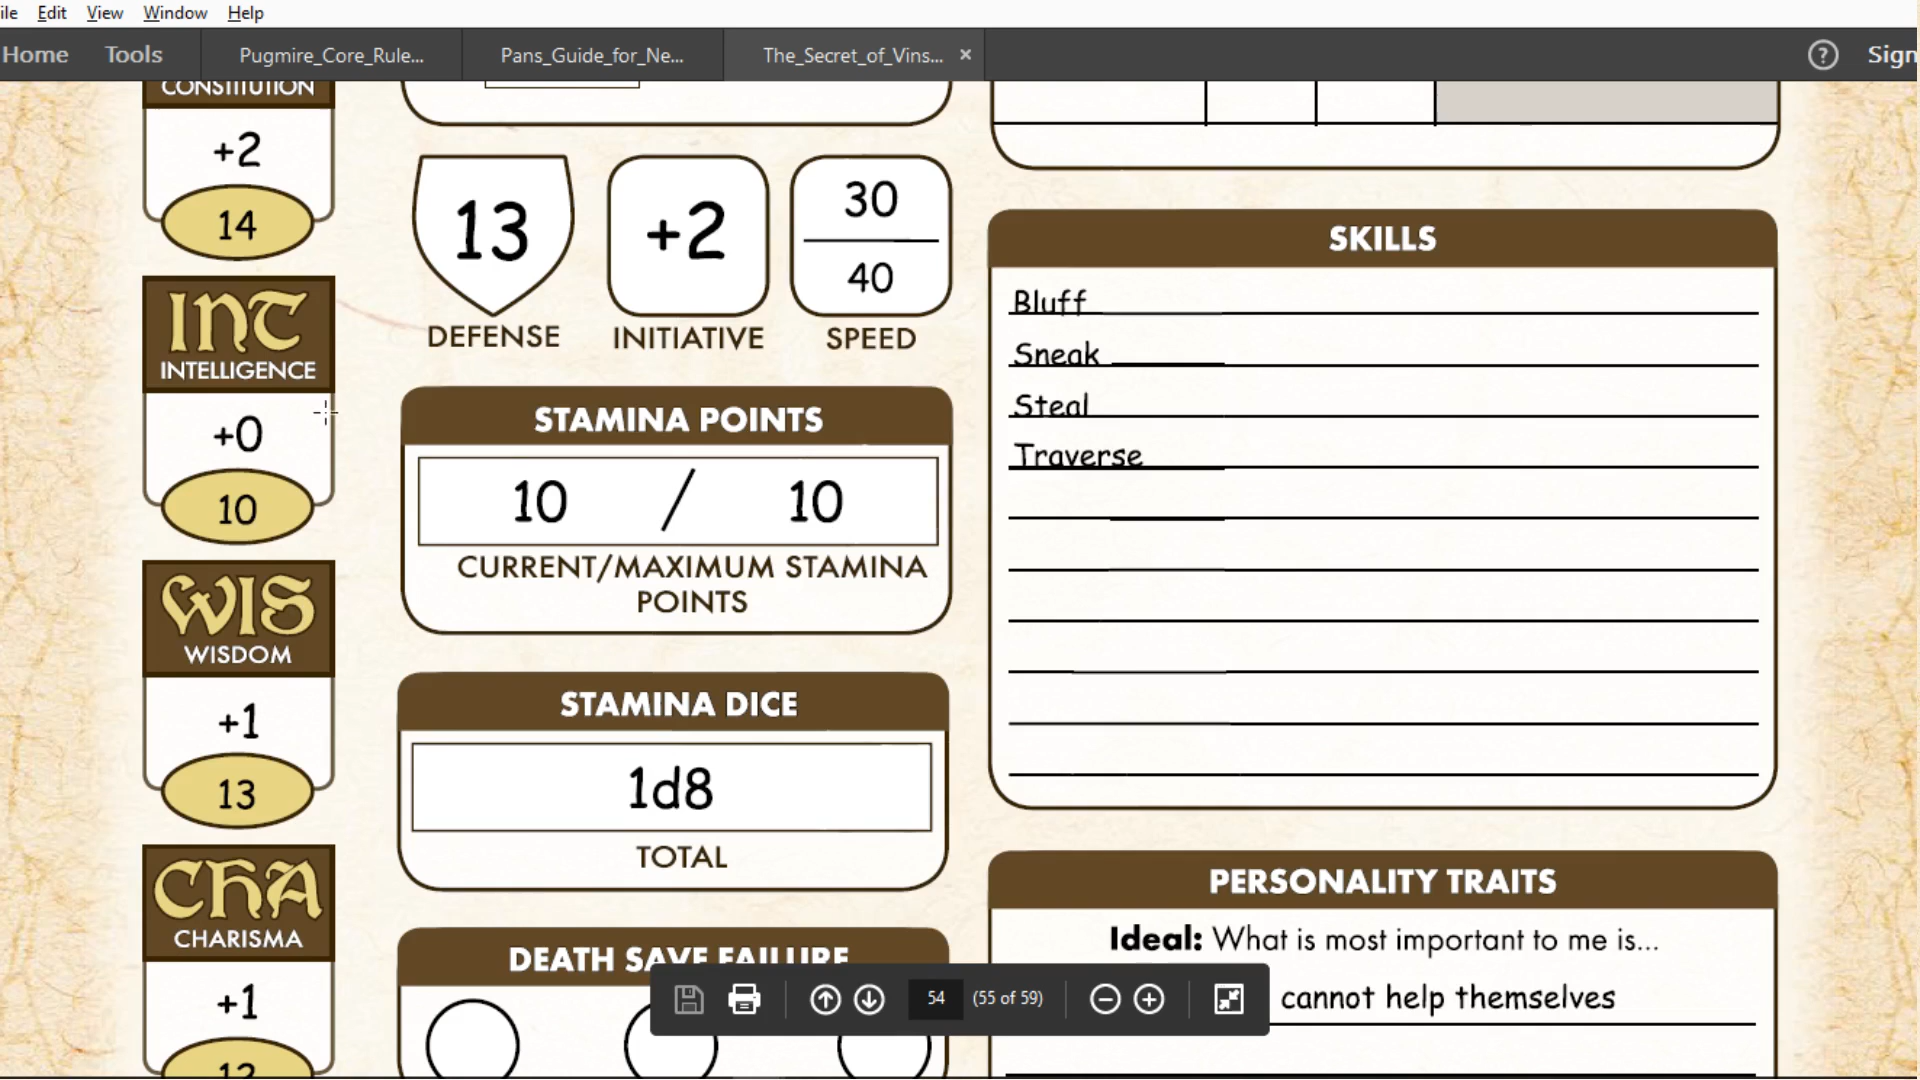 ile Edit View Window Help
Home Tools Pugmire_Core_Rule... Pans_Guide_for_Ne... The_Secret_of_Vins... × ? Sign
CONSTITUTION
+2
14
INT
INTELLIGENCE
+0
10
WIS
WISDOM
+1
13
CHA
CHARISMA
+1
12
13
DEFENSE
+2
INITIATIVE
30
40
SPEED
STAMINA POINTS
10 / 10
CURRENT/MAXIMUM STAMINA
POINTS
STAMINA DICE
1d8
TOTAL
DEATH SAVE FAILURE
SKILLS
Bluff
Sneak
Steal
Traverse
PERSONALITY TRAITS
Ideal: What is most important to me is...
cannot help themselves
54 (55 of 59)